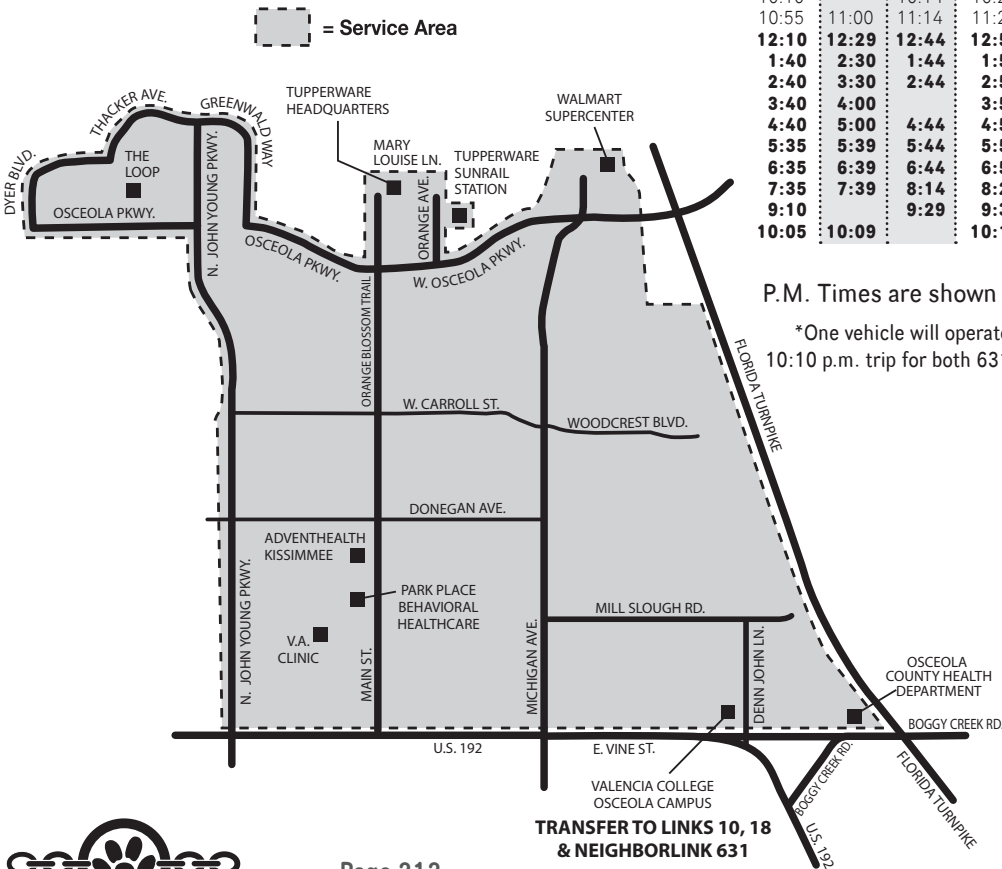 = Service Area
10:55 11:00 11:14
12:10 12:29 12:44
1:40 2:30 1:44
2:40 3:30 2:44
3:40 4:00
4:40 5:00 4:44
5:35 5:39 5:44
6:35 6:39 6:44
7:35 7:39 8:14
9:10 9:29
10:05 10:09
P.M. Times are shown
*One vehicle will operate
10:10 p.m. trip for both 631
THACKER AVE.
GREENWALD WAY
DYER BLVD.
THE
LOOP
OSCEOLA PKWY.
N. JOHN YOUNG PKWY.
TUPPERWARE
HEADQUARTERS
MARY
LOUISE LN.
TUPPERWARE
SUNRAIL
STATION
ORANGE AVE.
WALMART
SUPERCENTER
OSCEOLA PKWY.
W. OSCEOLA PKWY.
ORANGE BLOSSOM TRAIL
FLORIDA TURNPIKE
W. CARROLL ST.
WOODCREST BLVD.
DONEGAN AVE.
ADVENTHEALTH
KISSIMMEE
PARK PLACE
BEHAVIORAL
HEALTHCARE
V.A.
CLINIC
N. JOHN YOUNG PKWY.
MAIN ST.
MICHIGAN AVE.
MILL SLOUGH RD.
DENN JOHN LN.
OSCEOLA
COUNTY HEALTH
DEPARTMENT
BOGGY CREEK RD.
U.S. 192
E. VINE ST.
VALENCIA COLLEGE
OSCEOLA CAMPUS
TRANSFER TO LINKS 10, 18
& NEIGHBORLINK 631
BOGGY CREEK RD.
U.S. 192
FLORIDA TURNPIKE
Page 212